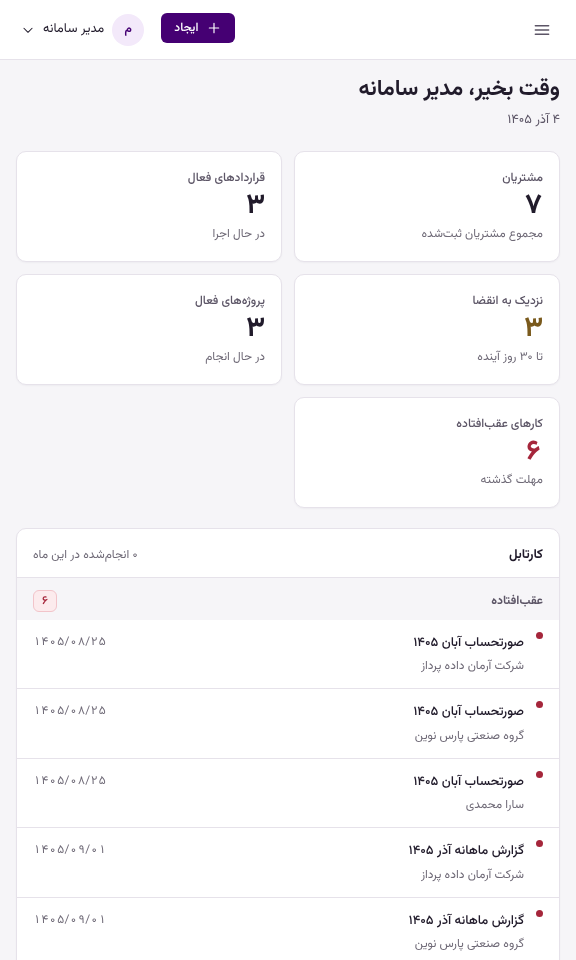 ایجاد
م
مدیر سامانه
وقت بخیر، مدیر سامانه
۴ آذر ۱۴۰۵
مشتریان
۷
مجموع مشتریان ثبت‌شده
قراردادهای فعال
۳
در حال اجرا
نزدیک به انقضا
۳
تا ۳۰ روز آینده
پروژه‌های فعال
۳
در حال انجام
کارهای عقب‌افتاده
۶
مهلت گذشته
کارتابل
۰ انجام‌شده در این ماه
عقب‌افتاده
۶
صورتحساب آبان ۱۴۰۵
۱۴۰۵/۰۸/۲۵
شرکت آرمان داده پرداز
صورتحساب آبان ۱۴۰۵
۱۴۰۵/۰۸/۲۵
گروه صنعتی پارس نوین
صورتحساب آبان ۱۴۰۵
۱۴۰۵/۰۸/۲۵
سارا محمدی
گزارش ماهانه آذر ۱۴۰۵
۱۴۰۵/۰۹/۰۱
شرکت آرمان داده پرداز
گزارش ماهانه آذر ۱۴۰۵
۱۴۰۵/۰۹/۰۱
گروه صنعتی پارس نوین